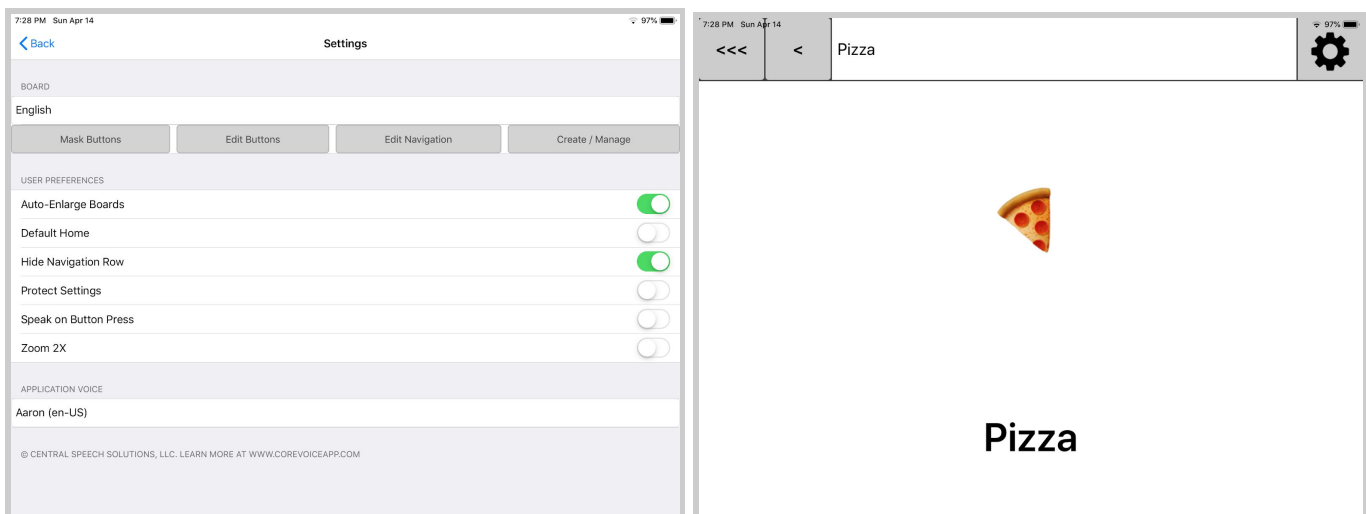 7:28 PM Sun Apr 14 97%
Back Settings
BOARD
English
Mask Buttons Edit Buttons Edit Navigation Create / Manage
USER PREFERENCES
Auto-Enlarge Boards
Default Home
Hide Navigation Row
Protect Settings
Speak on Button Press
Zoom 2X
APPLICATION VOICE
Aaron (en-US)
© CENTRAL SPEECH SOLUTIONS, LLC. LEARN MORE AT WWW.COREVOICEAPP.COM
7:28 PM Sun Apr 14 97%
<<< < Pizza
Pizza